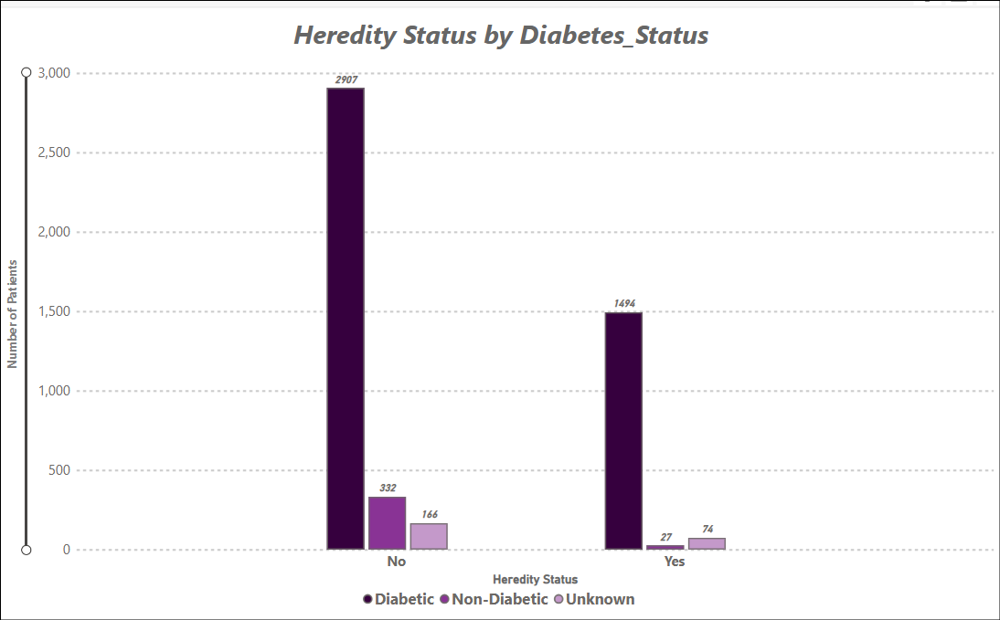 Heredity Status by Diabetes_Status
Number of Patients
3,000
2,500
2,000
1,500
1,000
500
0
2907
332
166
1494
27
74
No
Yes
Heredity Status
Diabetic Non-Diabetic Unknown